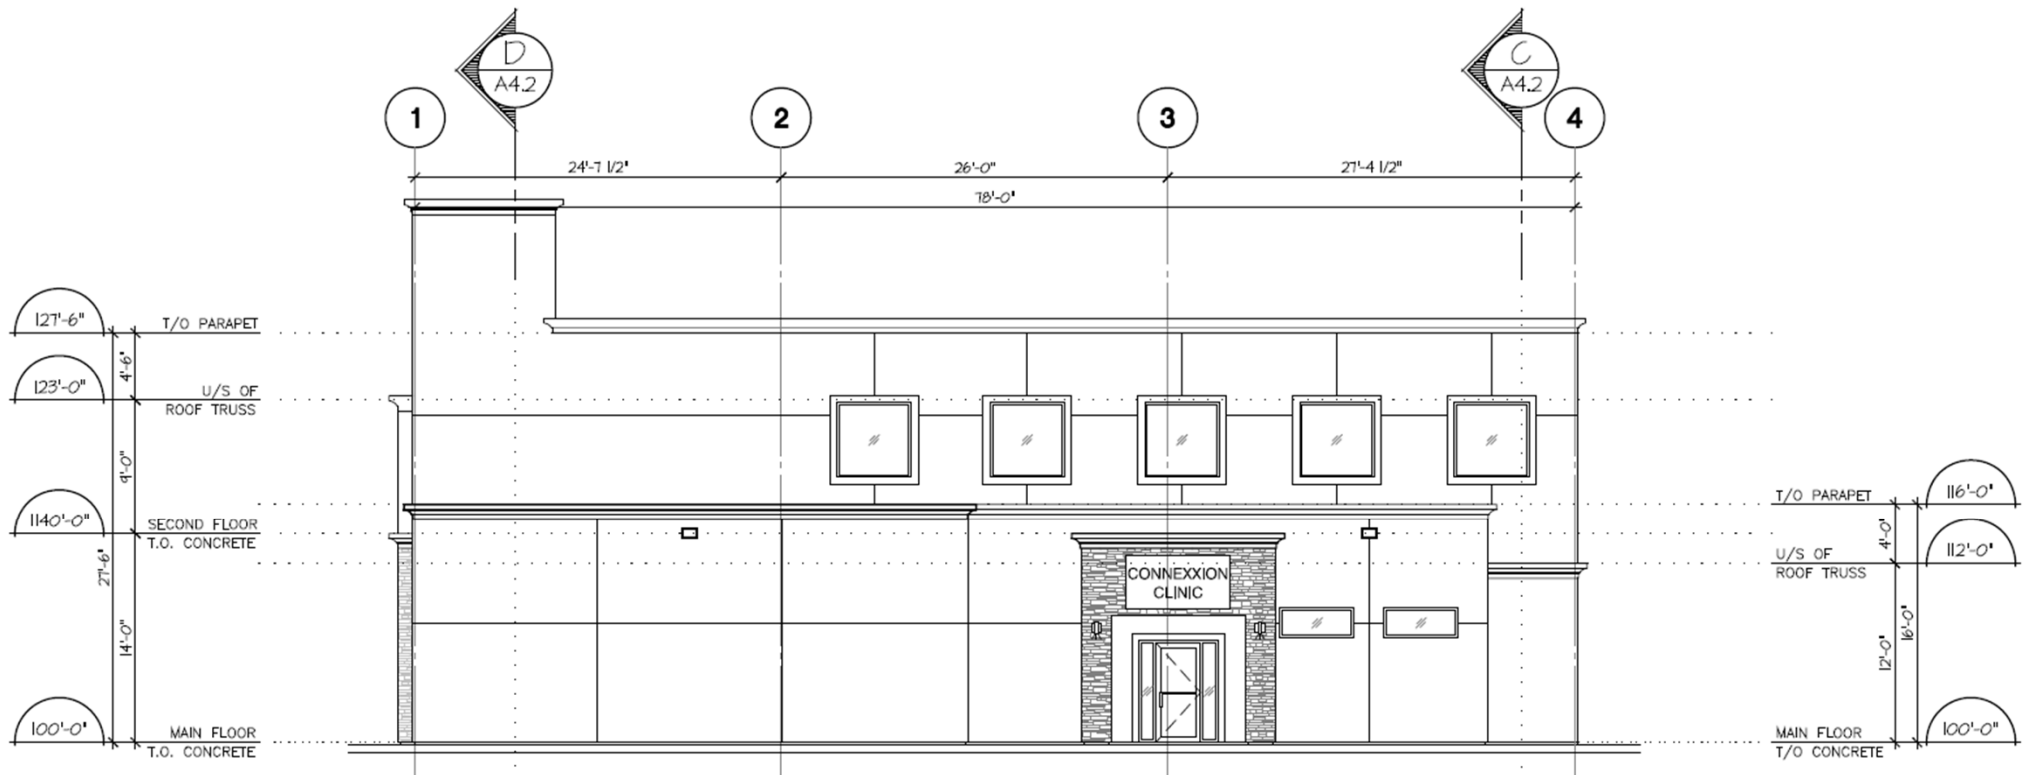 D
A4.2
C
A4.2
1
2
3
4
24'-7 1/2"
26'-0"
27'-4 1/2"
78'-0"
127'-6"
T/O PARAPET
4'-6"
123'-0"
U/S OF
ROOF TRUSS
9'-0"
1140'-0"
SECOND FLOOR
T.O. CONCRETE
27'-6"
14'-0"
100'-0"
MAIN FLOOR
T.O. CONCRETE
CONNEXXION
CLINIC
T/O PARAPET
116'-0"
4'-0"
U/S OF
ROOF TRUSS
112'-0"
16'-0"
12'-0"
MAIN FLOOR
T/O CONCRETE
100'-0"